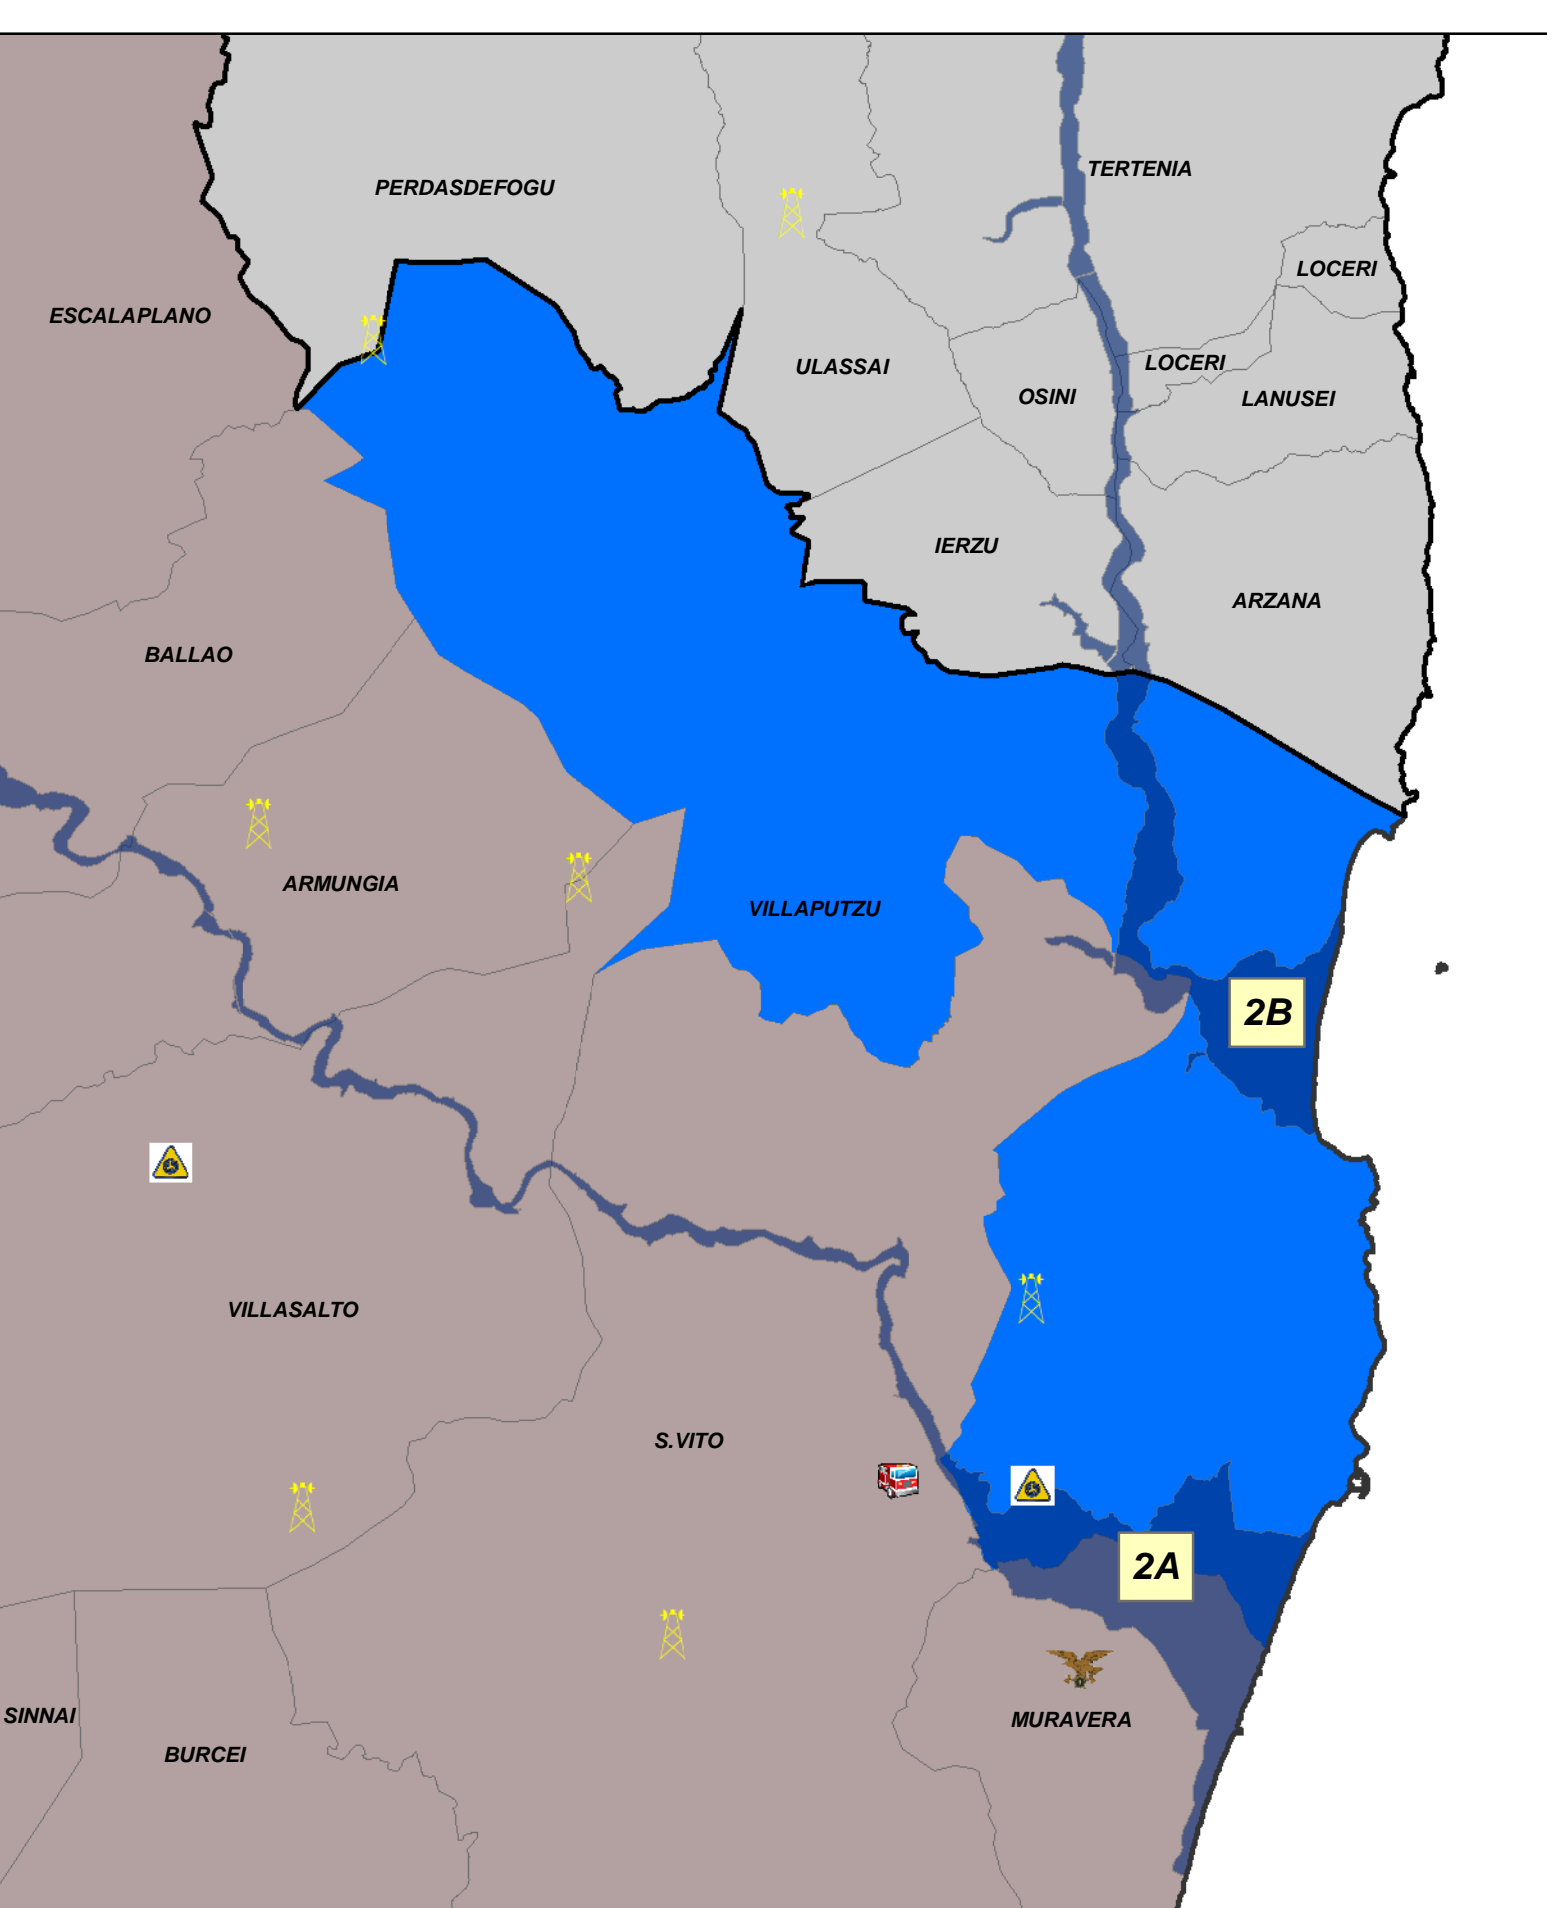 TERTENIA
PERDASDEFOGU
LOCERI
ESCALAPLANO
LOCERI
ULASSAI
OSINI
LANUSEI
IERZU
ARZANA
BALLAO
ARMUNGIA
VILLAPUTZU
2B
VILLASALTO
S.VITO
2A
SINNAI
MURAVERA
BURCEI